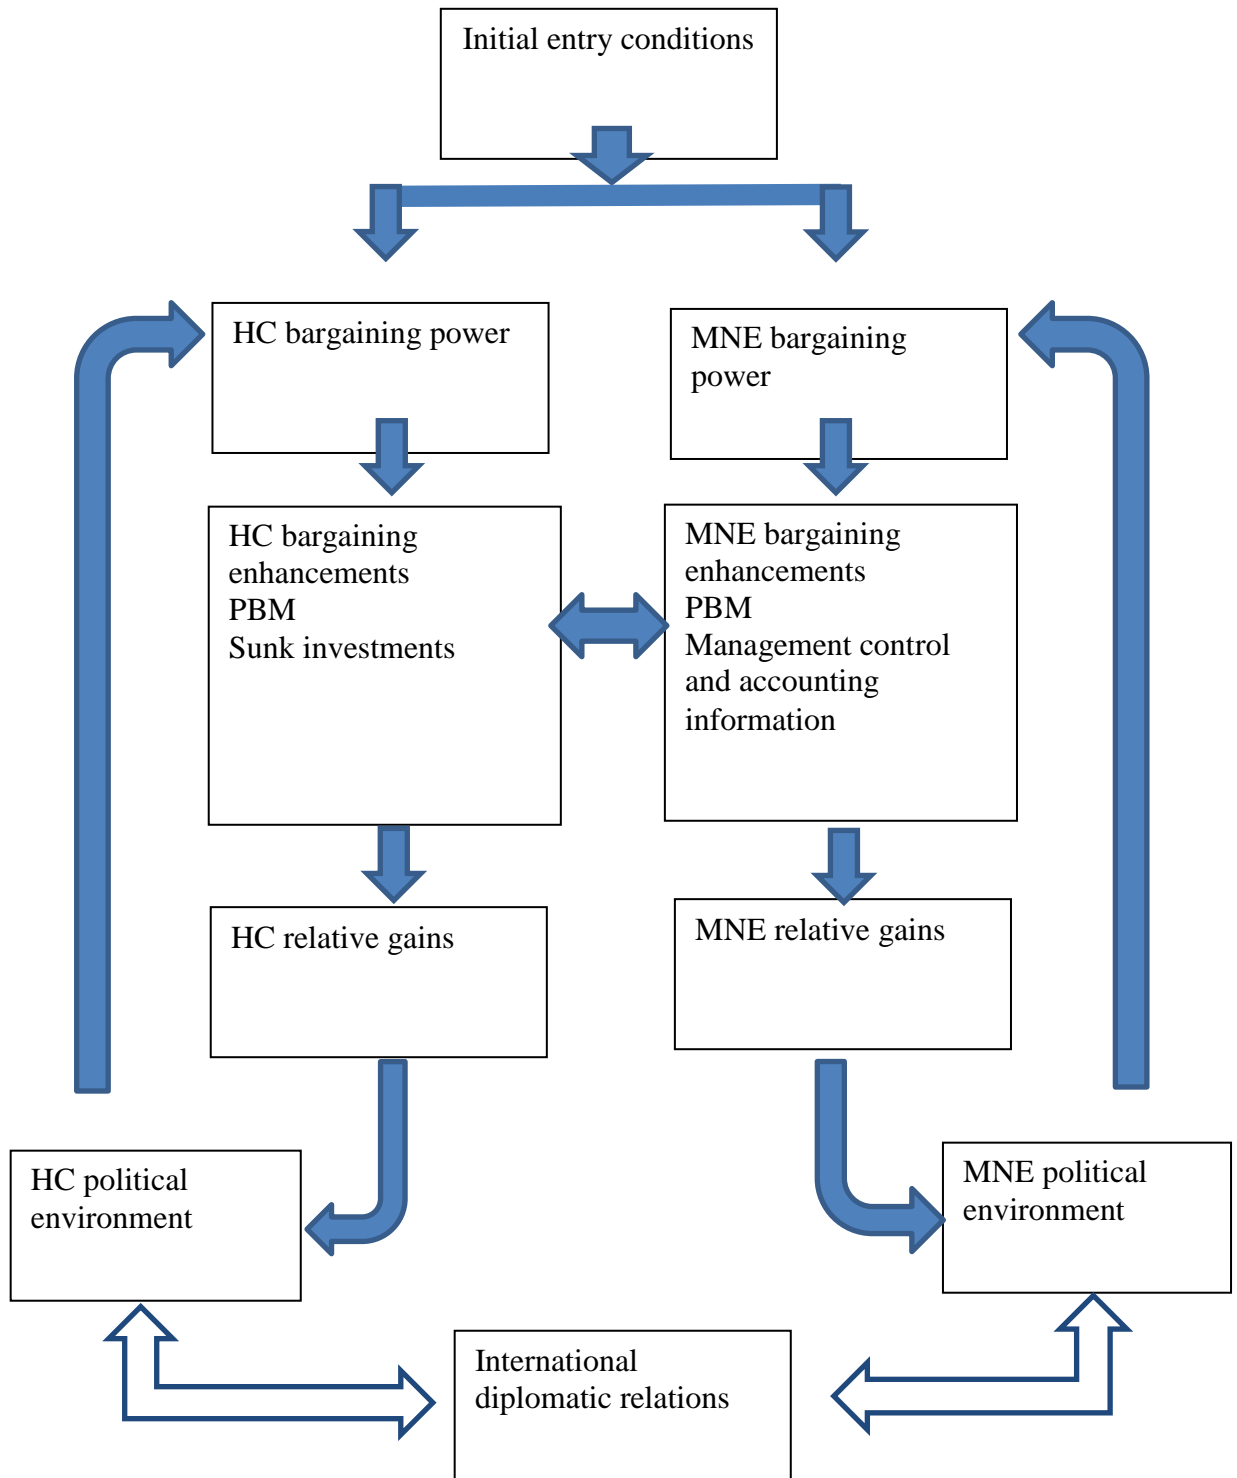 Initial entry conditions
HC bargaining power
MNE bargaining
power
HC bargaining
enhancements
PBM
Sunk investments
MNE bargaining
enhancements
PBM
Management control
and accounting
information
HC relative gains
MNE relative gains
HC political
environment
MNE political
environment
International
diplomatic relations